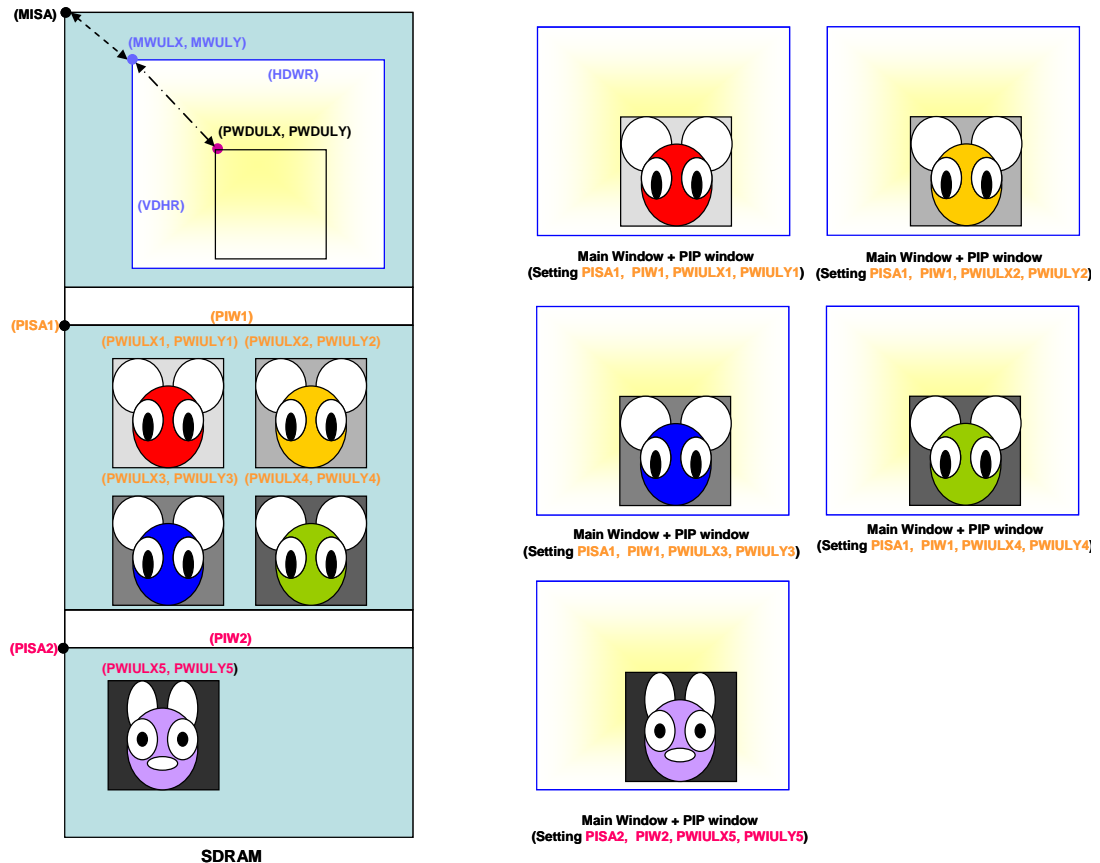 (MISA)
(MWULX, MWULY)
(HDWR)
(PWDULX, PWDULY)
(VDHR)
(PISA1)
(PIW1)
(PWIULX1, PWIULY1) (PWIULX2, PWIULY2)
(PWIULX3, PWIULY3) (PWIULX4, PWIULY4)
(PISA2)
(PIW2)
(PWIULX5, PWIULY5)
SDRAM
Main Window + PIP window
(Setting PISA1, PIW1, PWIULX1, PWIULY1)
Main Window + PIP window
(Setting PISA1, PIW1, PWIULX2, PWIULY2)
Main Window + PIP window
(Setting PISA1, PIW1, PWIULX3, PWIULY3)
Main Window + PIP window
(Setting PISA1, PIW1, PWIULX4, PWIULY4)
Main Window + PIP window
(Setting PISA2, PIW2, PWIULX5, PWIULY5)